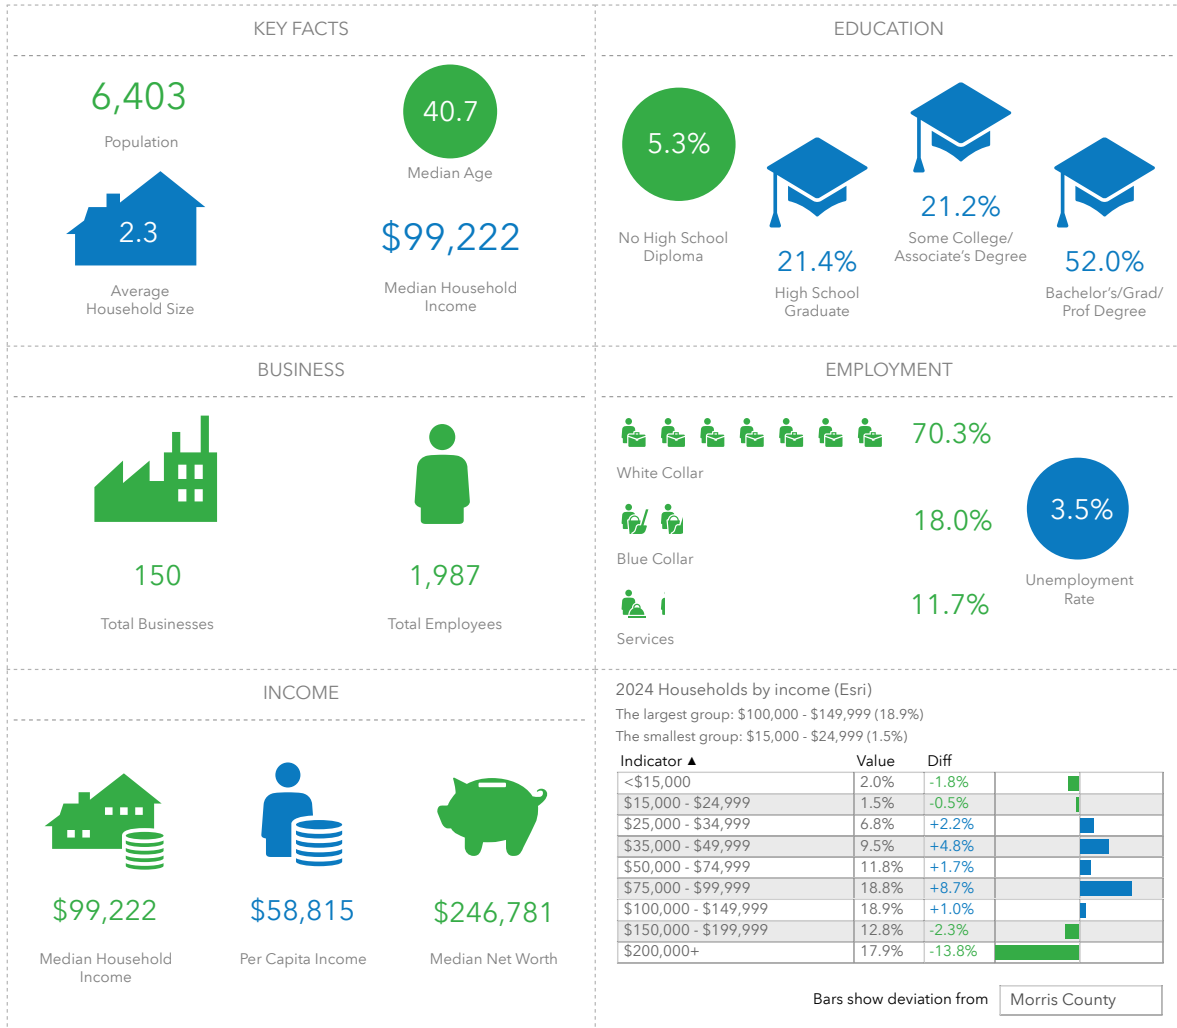 KEY FACTS
6,403
Population
40.7
Median Age
2.3
Average
Household Size
$99,222
Median Household
Income
EDUCATION
5.3%
No High School
Diploma
21.4%
High School
Graduate
21.2%
Some College/
Associate's Degree
52.0%
Bachelor's/Grad/
Prof Degree
BUSINESS
150
Total Businesses
1,987
Total Employees
EMPLOYMENT
70.3%
White Collar
18.0%
Blue Collar
11.7%
Services
3.5%
Unemployment
Rate
INCOME
$99,222
Median Household
Income
$58,815
Per Capita Income
$246,781
Median Net Worth
2024 Households by income (Esri)
The largest group: $100,000 - $149,999 (18.9%)
The smallest group: $15,000 - $24,999 (1.5%)
Indicator ▲ Value Diff
<$15,000 2.0% -1.8%
$15,000 - $24,999 1.5% -0.5%
$25,000 - $34,999 6.8% +2.2%
$35,000 - $49,999 9.5% +4.8%
$50,000 - $74,999 11.8% +1.7%
$75,000 - $99,999 18.8% +8.7%
$100,000 - $149,999 18.9% +1.0%
$150,000 - $199,999 12.8% -2.3%
$200,000+ 17.9% -13.8%
Bars show deviation from Morris County